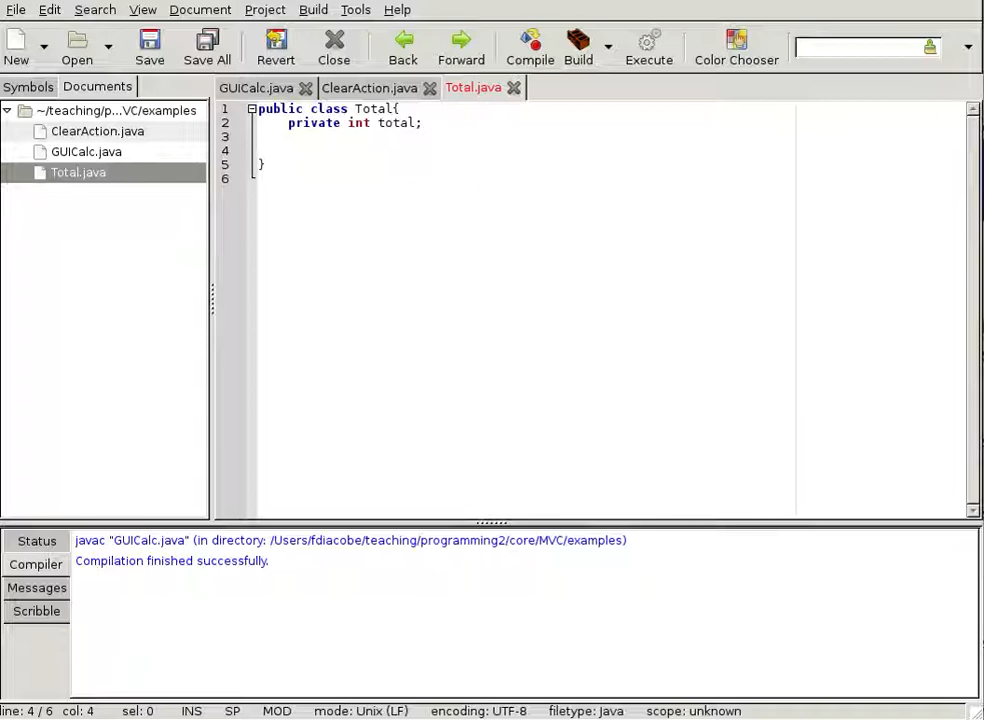 File Edit Search View Document Project Build Tools Help
New Open Save Save All Revert Close Back Forward Compile Build Execute Color Chooser
Symbols Documents GUICalc.java ClearAction.java Total.java
~/teaching/p...VC/examples
ClearAction.java
GUICalc.java
Total.java
1 public class Total{
2 private int total;
3
4
5 }
6
Status
Compiler
Messages
Scribble
javac "GUICalc.java" (in directory: /Users/fdiacobe/teaching/programming2/core/MVC/examples)
Compilation finished successfully.
line: 4 / 6 col: 4 sel: 0 INS SP MOD mode: Unix (LF) encoding: UTF-8 filetype: Java scope: unknown